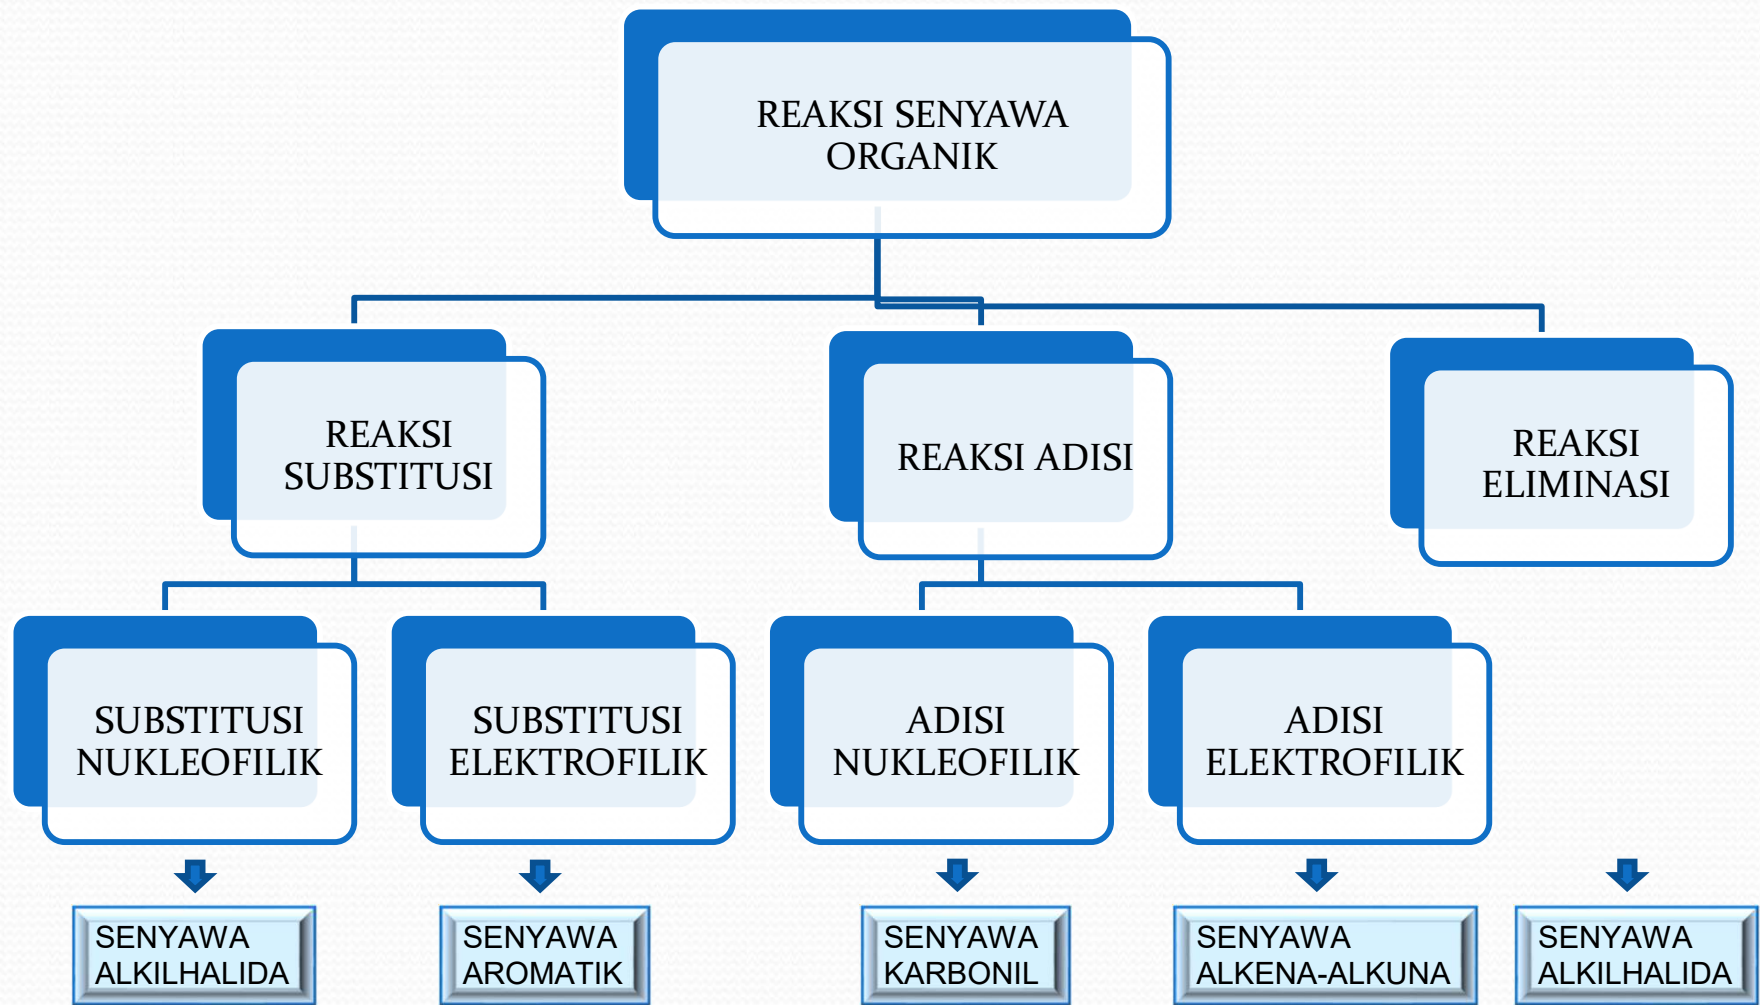 REAKSI SENYAWA
ORGANIK
REAKSI
SUBSTITUSI
REAKSI ADISI
REAKSI
ELIMINASI
SUBSTITUSI
NUKLEOFILIK
SUBSTITUSI
ELEKTROFILIK
ADISI
NUKLEOFILIK
ADISI
ELEKTROFILIK
SENYAWA
ALKILHALIDA
SENYAWA
AROMATIK
SENYAWA
KARBONIL
SENYAWA
ALKENA-ALKUNA
SENYAWA
ALKILHALIDA